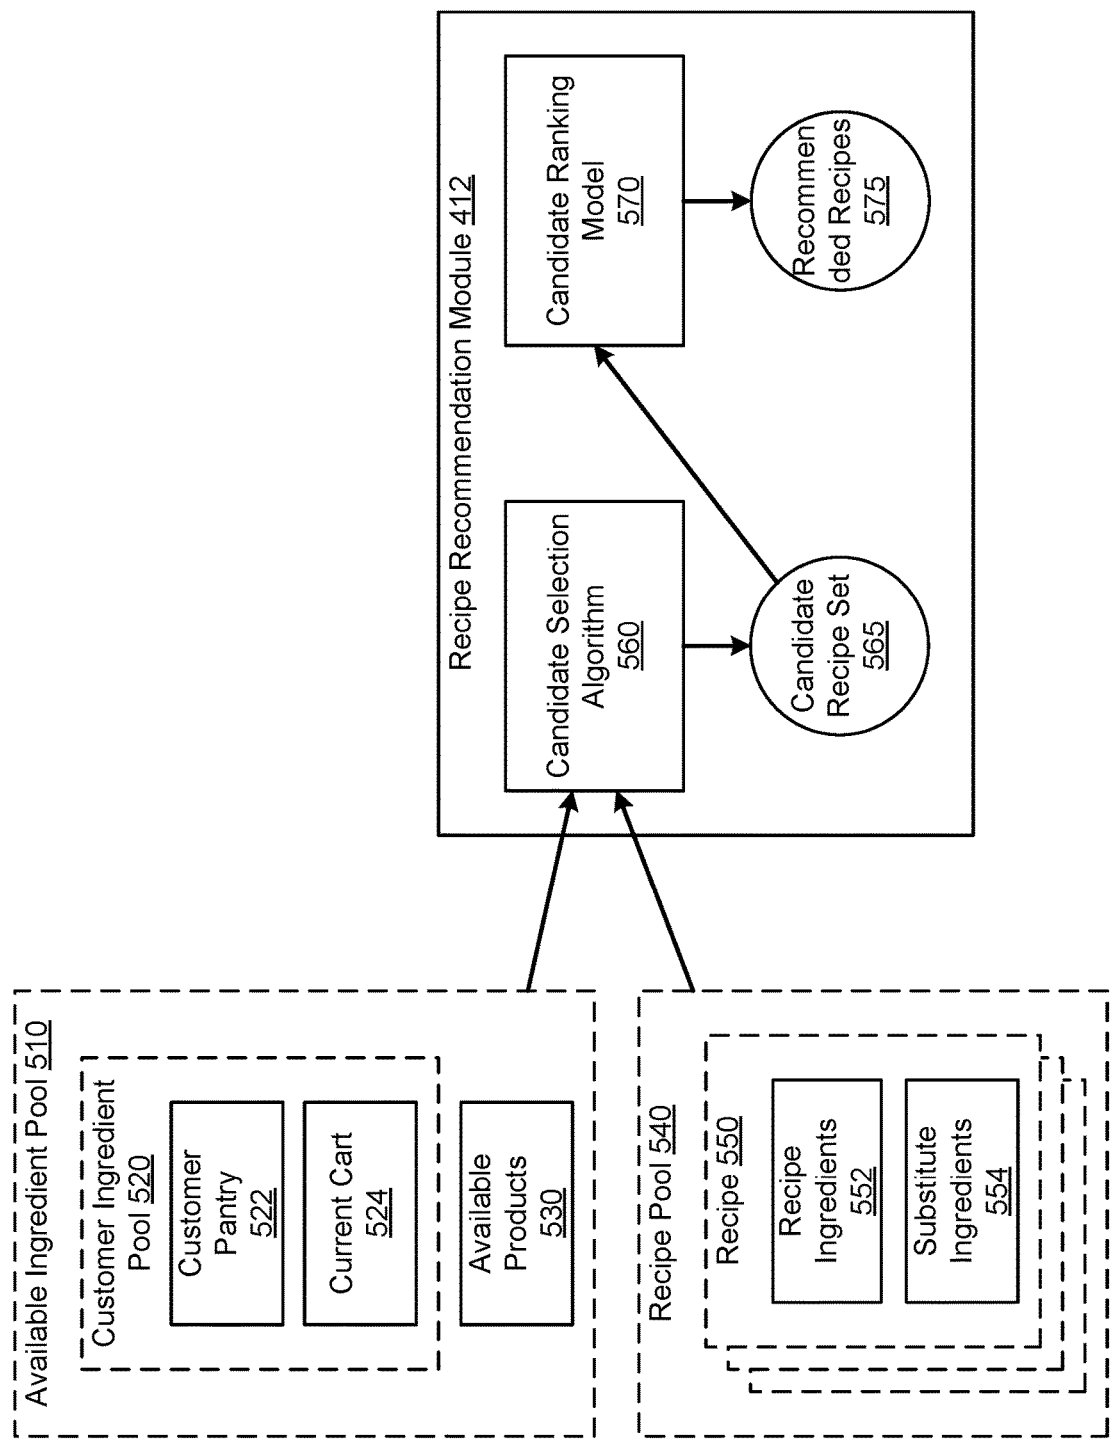 Available Ingredient Pool 510
Customer Ingredient
Pool 520
Customer
Pantry
522
Current Cart
524
Available
Products
530
Recipe Pool 540
Recipe 550
Recipe
Ingredients
552
Substitute
Ingredients
554
Recipe Recommendation Module 412
Candidate Selection
Algorithm
560
Candidate
Recipe Set
565
Candidate Ranking
Model
570
Recommen
ded Recipes
575